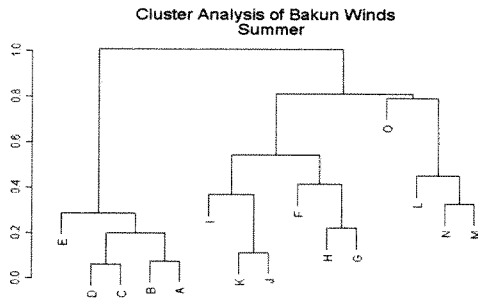 Cluster Analysis of Bakun Winds
Summer
1.0
0.8
0.6
0.4
0.2
0.0
E
D
C
B
A
I
K
J
F
H
G
O
L
N
M